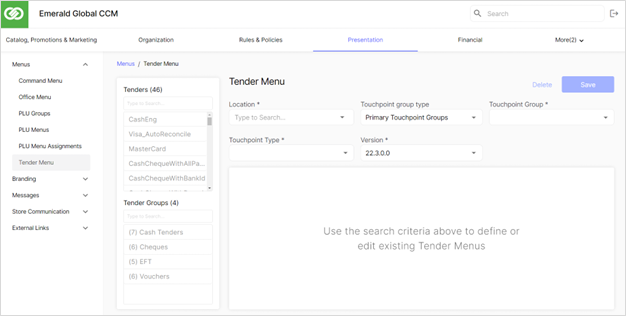 Emerald Global CCM
Search
Catalog, Promotions & Marketing
Organization
Rules & Policies
Presentation
Financial
More(2)
Menus
Command Menu
Office Menu
PLU Groups
PLU Menus
PLU Menu Assignments
Tender Menu
Branding
Messages
Store Communication
External Links
Menus / Tender Menu
Tenders (46)
Type to Search...
CashEng
Visa_AutoReconcile
MasterCard
CashChequeWithAllPa...
CashChequeWithBankId
Tender Groups (4)
Type to Search...
(7) Cash Tenders
(6) Cheques
(5) EFT
(6) Vouchers
Tender Menu
Delete
Save
Location *
Type to Search...
Touchpoint group type
Primary Touchpoint Groups
Touchpoint Group *
Touchpoint Type *
Version *
22.3.0.0
Use the search criteria above to define or
edit existing Tender Menus